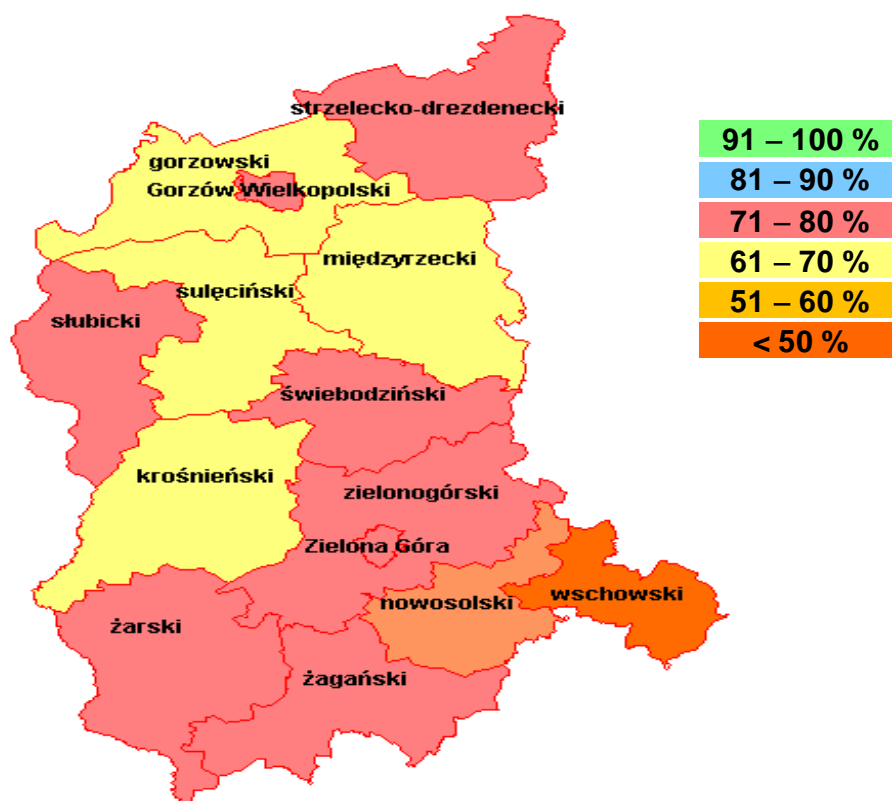 strzelecko-drezdenecki
gorzowski
Gorzów Wielkopolski
międzyrzecki
sulęciński
słubicki
świebodziński
krośnieński
zielonogórski
Zielona Góra
nowosolski
wschowski
żarski
żagański
91 – 100 %
81 – 90 %
71 – 80 %
61 – 70 %
51 – 60 %
< 50 %